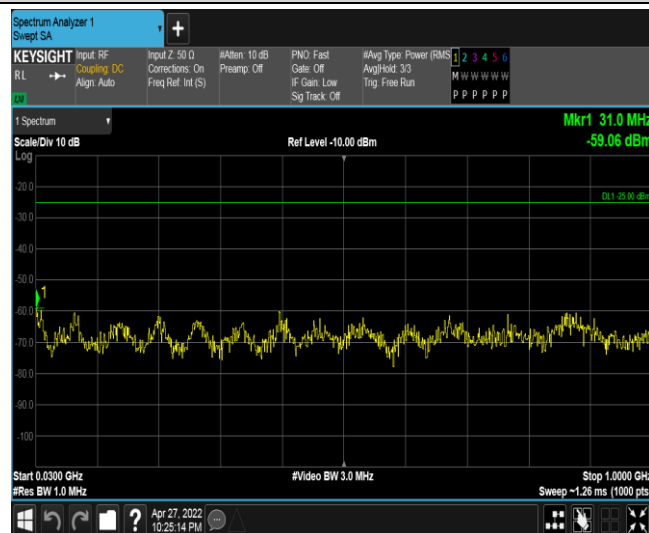 Spectrum Analyzer 1
Swept SA
+
KEYSIGHT
RL
Input: RF
Coupling: DC
Align: Auto
Input Z: 50 Ω
Corrections: On
Freq Ref: Int (S)
#Atten: 10 dB
Preamp: Off
PNO: Fast
Gate: Off
IF Gain: Low
Sig Track: Off
#Avg Type: Power (RMS
Avg|Hold: 3/3
Trig: Free Run
1 2 3 4 5 6
M W W W W W
P P P P P P
1 Spectrum
Scale/Div 10 dB
Log
Ref Level -10.00 dBm
Mkr1 31.0 MHz
-59.06 dBm
DL1 -25.00 dBm
-20.0
-30.0
-40.0
-50.0
1
-60.0
-70.0
-80.0
-90.0
-100
Start 0.0300 GHz
#Res BW 1.0 MHz
#Video BW 3.0 MHz
Stop 1.0000 GHz
Sweep ~1.26 ms (1000 pts
?
Apr 27, 2022
10:25:14 PM